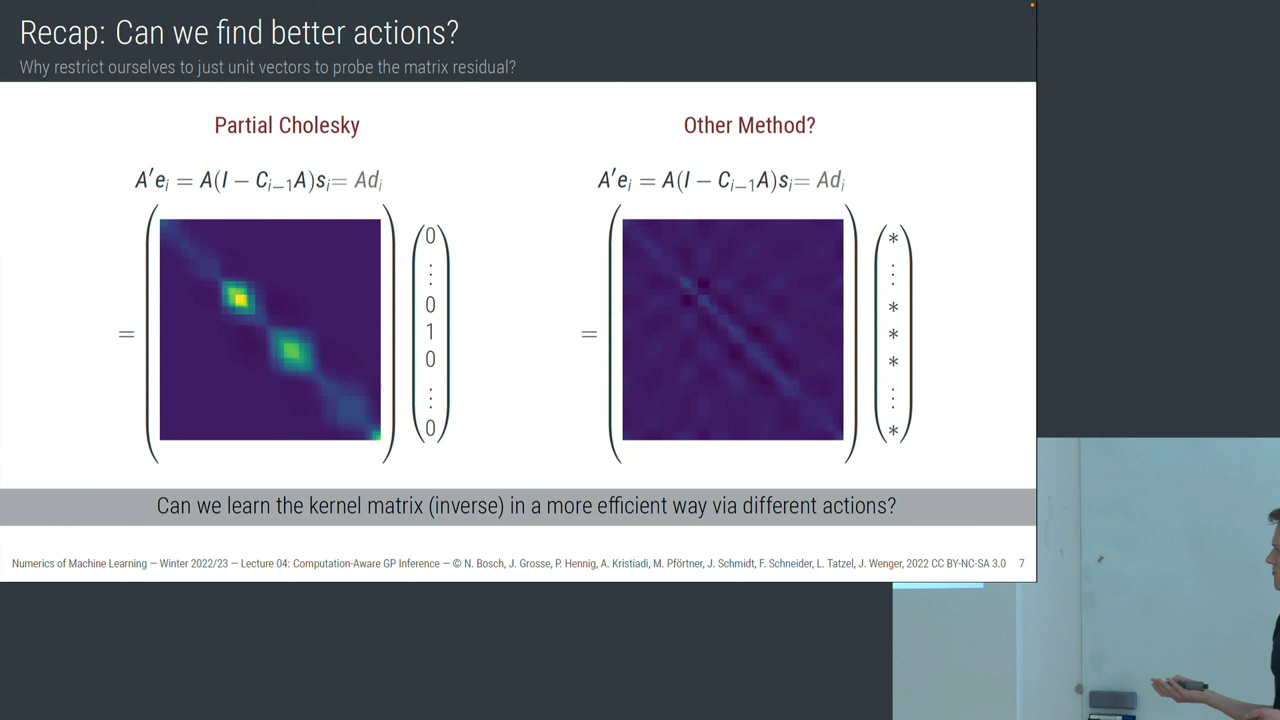 Recap: Can we find better actions?
Why restrict ourselves to just unit vectors to probe the matrix residual?
Partial Cholesky
A′eᵢ = A(I − Cᵢ₋₁A)sᵢ = Adᵢ
=
0
⋮
0
1
0
⋮
0
Other Method?
A′eᵢ = A(I − Cᵢ₋₁A)sᵢ = Adᵢ
=
*
⋮
*
*
*
⋮
*
Can we learn the kernel matrix (inverse) in a more efficient way via different actions?
Numerics of Machine Learning — Winter 2022/23 — Lecture 04: Computation-Aware GP Inference — © N. Bosch, J. Grosse, P. Hennig, A. Kristiadi, M. Pförtner, J. Schmidt, F. Schneider, L. Tatzel, J. Wenger, 2022 CC BY-NC-SA 3.0 7